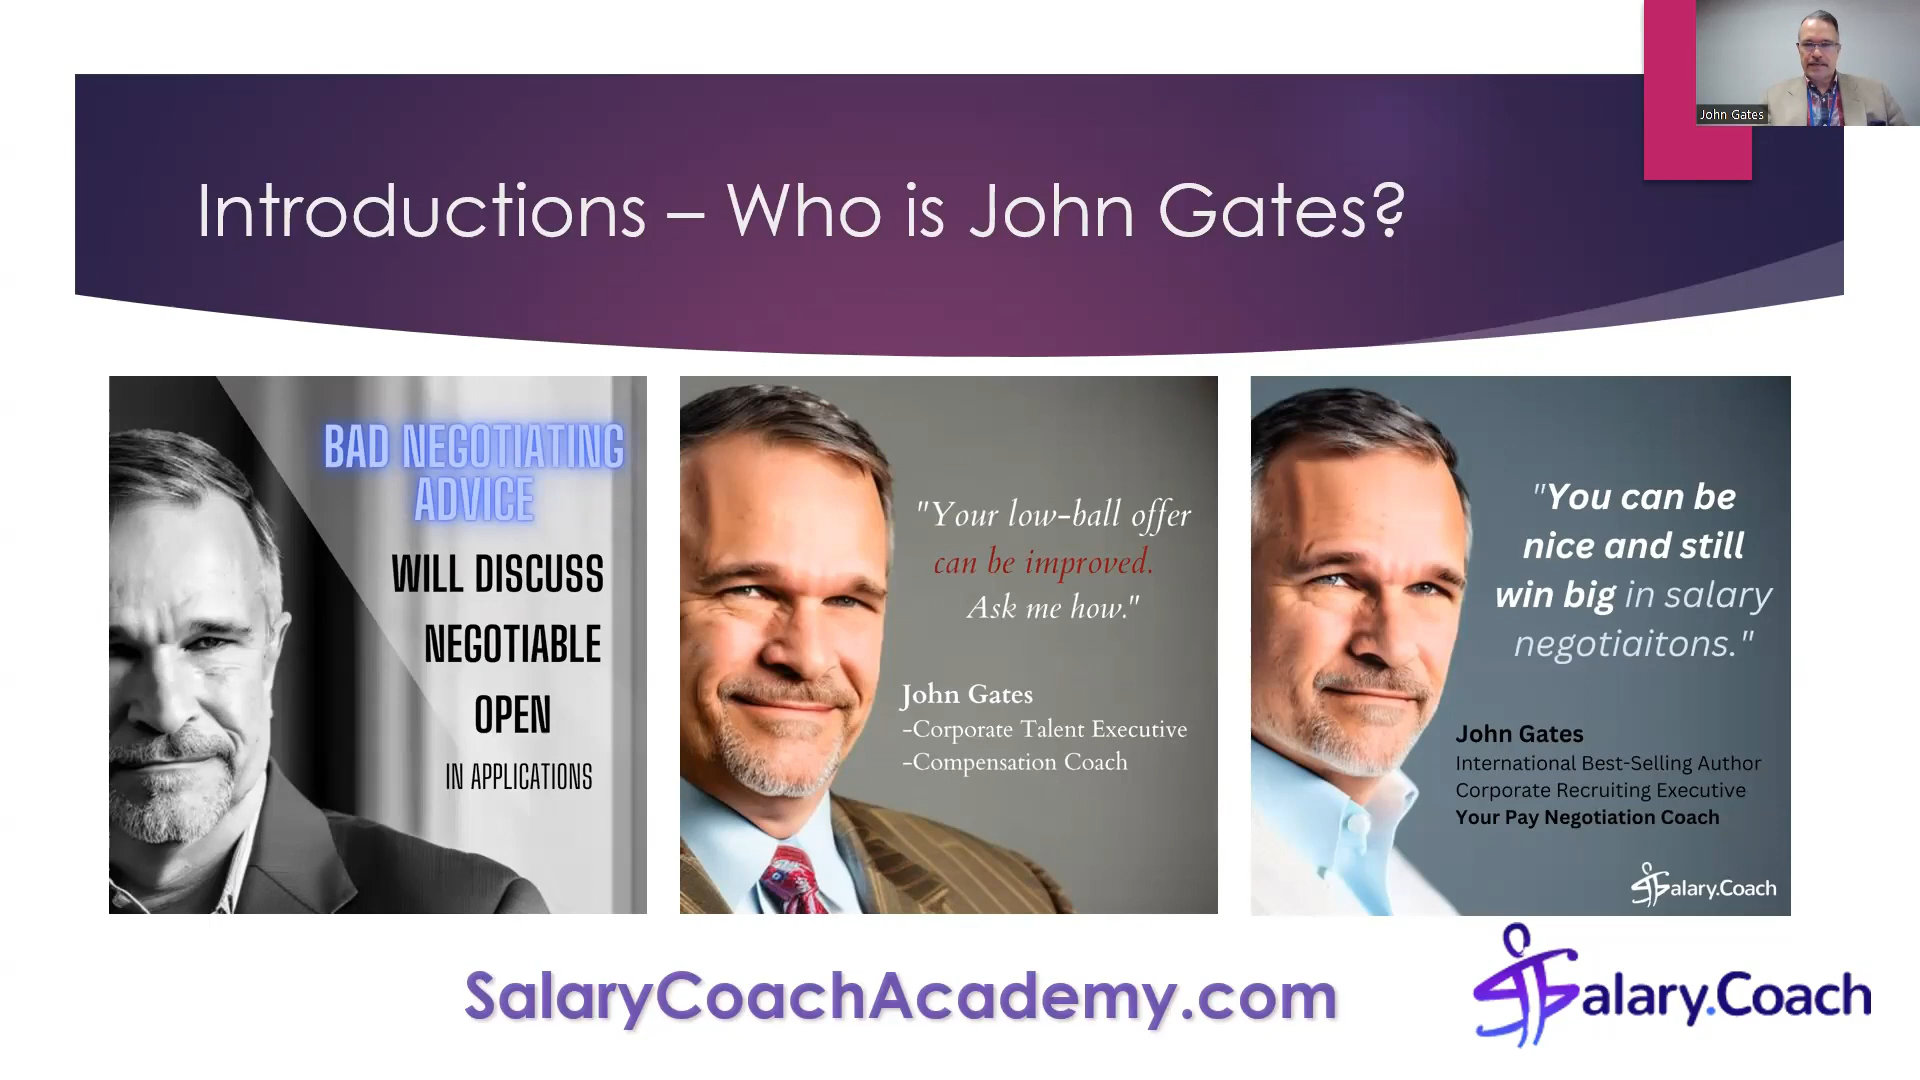 John Gates
Introductions – Who is John Gates?
BAD NEGOTIATING
ADVICE
WILL DISCUSS
NEGOTIABLE
OPEN
IN APPLICATIONS
"Your low-ball offer
can be improved.
Ask me how."
John Gates
-Corporate Talent Executive
-Compensation Coach
"You can be
nice and still
win big in salary
negotiaitons."
John Gates
International Best-Selling Author
Corporate Recruiting Executive
Your Pay Negotiation Coach
Salary.Coach
SalaryCoachAcademy.com
Salary.Coach